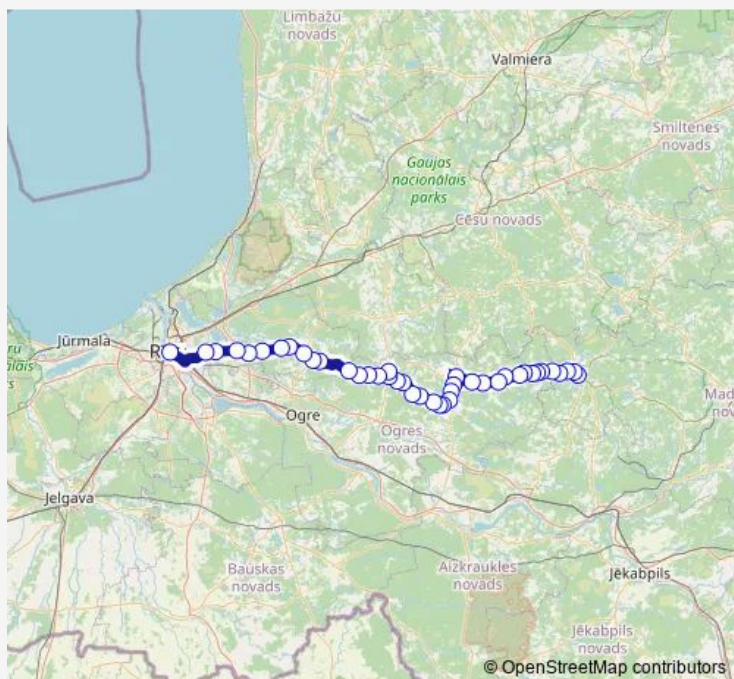 Limbažu
novads
Valmiera
Smiltenes
novads
Gaujas
nacionālais
parks
Cēsu novads
Jūrmala
Ogre
Ogres
novads
Jelgava
Bauskas
novads
Aizkraukles
novads
Jēkabpils
Jēkabpils
novads
© OpenStreetMap contributors